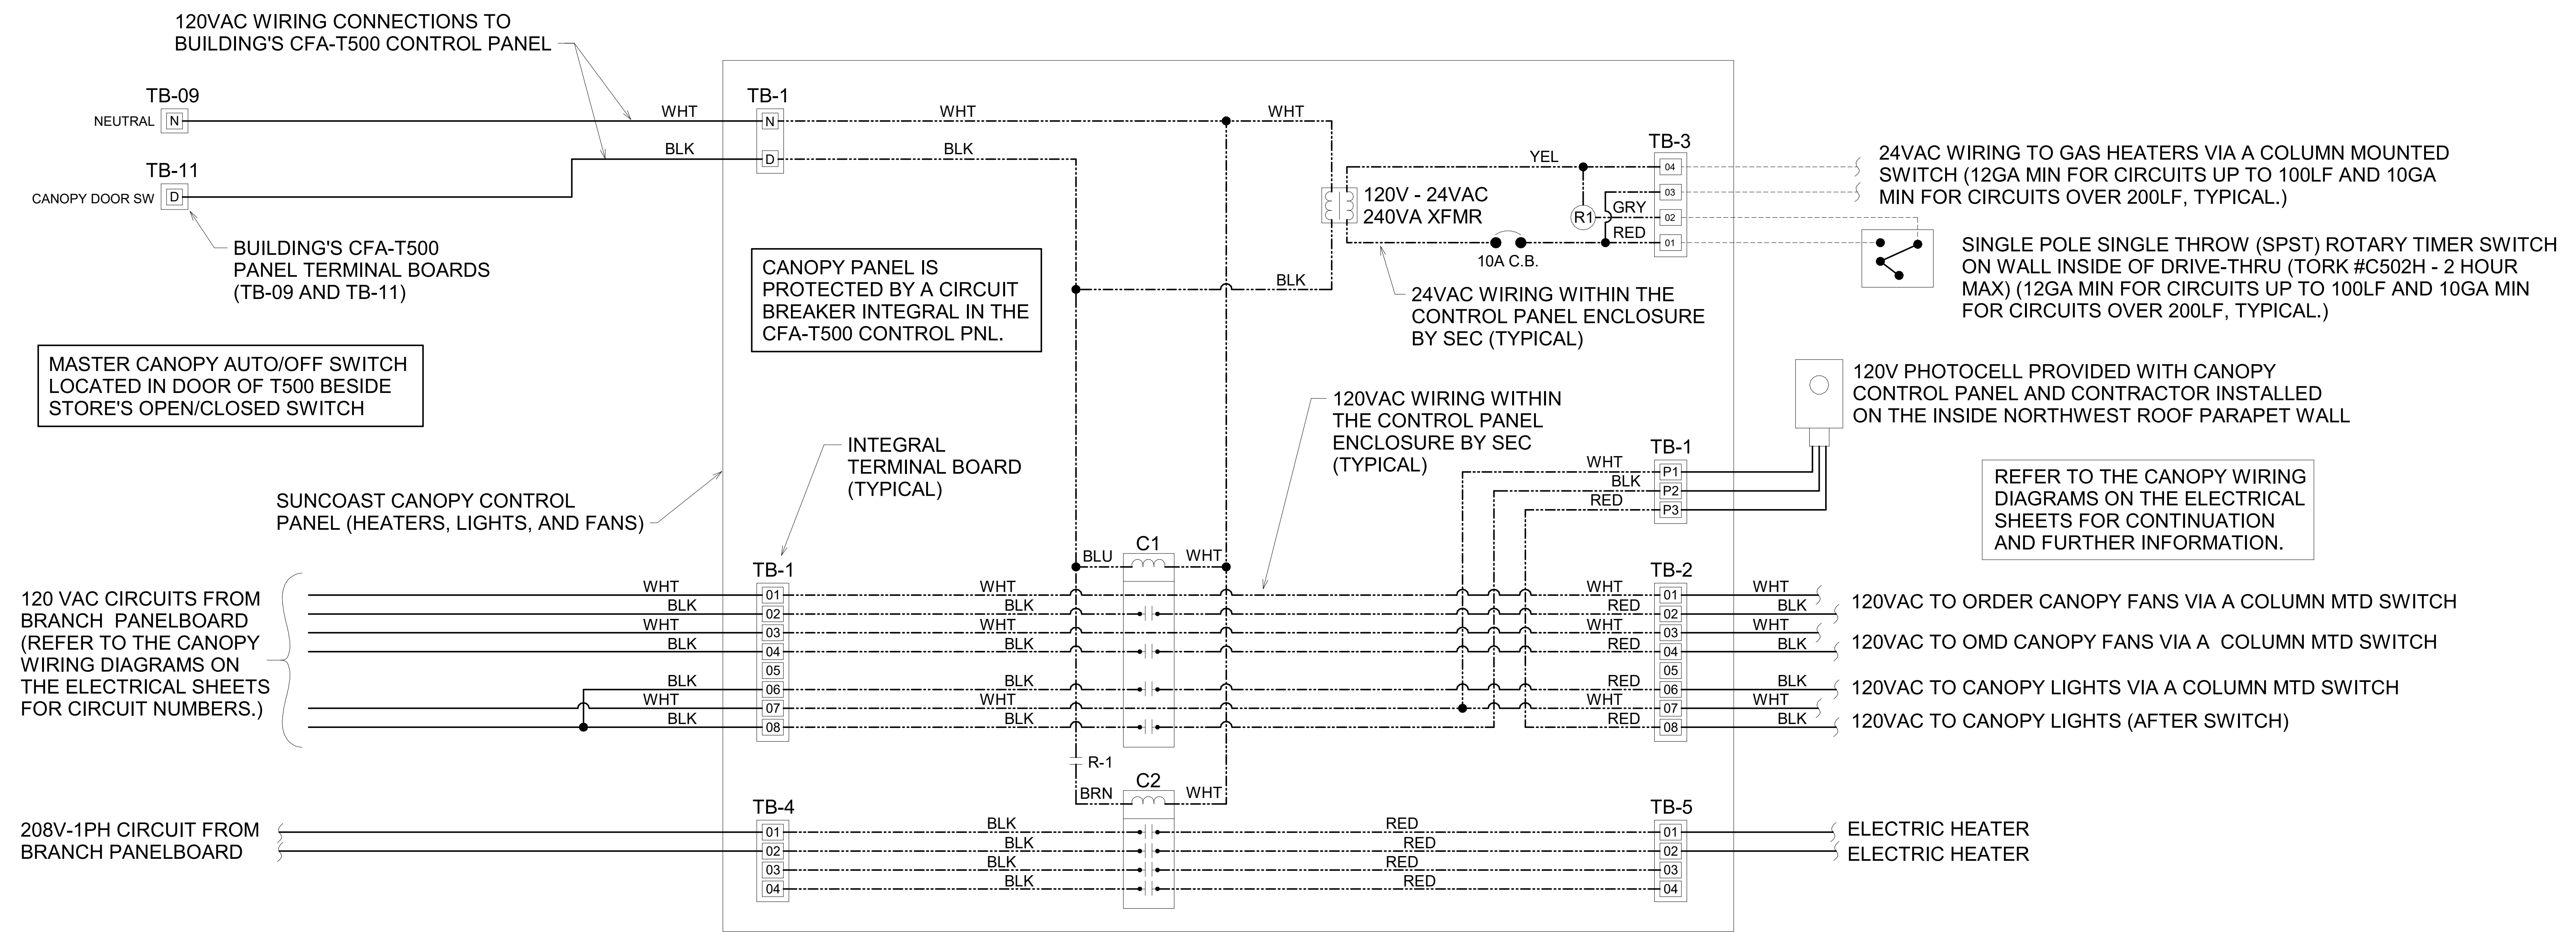 120VAC WIRING CONNECTIONS TO
BUILDING'S CFA-T500 CONTROL PANEL
TB-09
NEUTRAL
N
WHT
TB-11
CANOPY DOOR SW
D
BLK
BUILDING'S CFA-T500
PANEL TERMINAL BOARDS
(TB-09 AND TB-11)
MASTER CANOPY AUTO/OFF SWITCH
LOCATED IN DOOR OF T500 BESIDE
STORE'S OPEN/CLOSED SWITCH
TB-1
N
D
WHT
BLK
WHT
CANOPY PANEL IS
PROTECTED BY A CIRCUIT
BREAKER INTEGRAL IN THE
CFA-T500 CONTROL PNL.
120V - 24VAC
240VA XFMR
BLK
YEL
R1
GRY
RED
10A C.B.
TB-3
04
03
02
01
24VAC WIRING WITHIN THE
CONTROL PANEL ENCLOSURE
BY SEC (TYPICAL)
24VAC WIRING TO GAS HEATERS VIA A COLUMN MOUNTED
SWITCH (12GA MIN FOR CIRCUITS UP TO 100LF AND 10GA
MIN FOR CIRCUITS OVER 200LF, TYPICAL.)
SINGLE POLE SINGLE THROW (SPST) ROTARY TIMER SWITCH
ON WALL INSIDE OF DRIVE-THRU (TORK #C502H - 2 HOUR
MAX) (12GA MIN FOR CIRCUITS UP TO 100LF AND 10GA MIN
FOR CIRCUITS OVER 200LF, TYPICAL.)
120V PHOTOCELL PROVIDED WITH CANOPY
CONTROL PANEL AND CONTRACTOR INSTALLED
ON THE INSIDE NORTHWEST ROOF PARAPET WALL
REFER TO THE CANOPY WIRING
DIAGRAMS ON THE ELECTRICAL
SHEETS FOR CONTINUATION
AND FURTHER INFORMATION.
120VAC WIRING WITHIN
THE CONTROL PANEL
ENCLOSURE BY SEC
(TYPICAL)
TB-1
WHT P1
BLK P2
RED P3
INTEGRAL
TERMINAL BOARD
(TYPICAL)
SUNCOAST CANOPY CONTROL
PANEL (HEATERS, LIGHTS, AND FANS)
120 VAC CIRCUITS FROM
BRANCH PANELBOARD
(REFER TO THE CANOPY
WIRING DIAGRAMS ON
THE ELECTRICAL SHEETS
FOR CIRCUIT NUMBERS.)
TB-1
C1
BLU
WHT
TB-2
WHT 01 WHT WHT 01 WHT
BLK 02 BLK RED 02 BLK
WHT 03 WHT WHT 03 WHT
BLK 04 BLK RED 04 BLK
05 05
BLK 06 BLK RED 06 BLK
WHT 07 WHT WHT 07 WHT
BLK 08 BLK RED 08 BLK
120VAC TO ORDER CANOPY FANS VIA A COLUMN MTD SWITCH
120VAC TO OMD CANOPY FANS VIA A COLUMN MTD SWITCH
120VAC TO CANOPY LIGHTS VIA A COLUMN MTD SWITCH
120VAC TO CANOPY LIGHTS (AFTER SWITCH)
R-1
C2
BRN
WHT
208V-1PH CIRCUIT FROM
BRANCH PANELBOARD
TB-4
TB-5
01 BLK RED 01
02 BLK RED 02
03 BLK RED 03
04 BLK RED 04
ELECTRIC HEATER
ELECTRIC HEATER